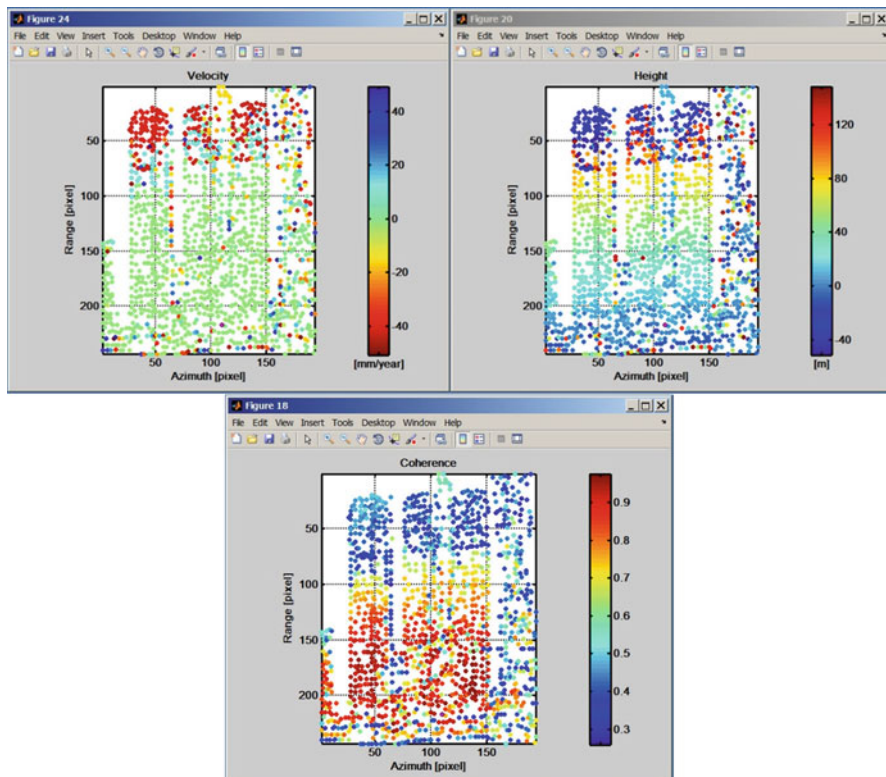 Figure 24
File Edit View Insert Tools Desktop Window Help
Velocity
50
100
150
200
Range [pixel]
50
100
150
Azimuth [pixel]
40
20
0
-20
-40
[mm/year]
Figure 20
File Edit View Insert Tools Desktop Window Help
Height
50
100
150
200
Range [pixel]
50
100
150
Azimuth [pixel]
120
80
40
0
-40
[m]
Figure 18
File Edit View Insert Tools Desktop Window Help
Coherence
50
100
150
200
Range [pixel]
50
100
150
Azimuth [pixel]
0.9
0.8
0.7
0.6
0.5
0.4
0.3